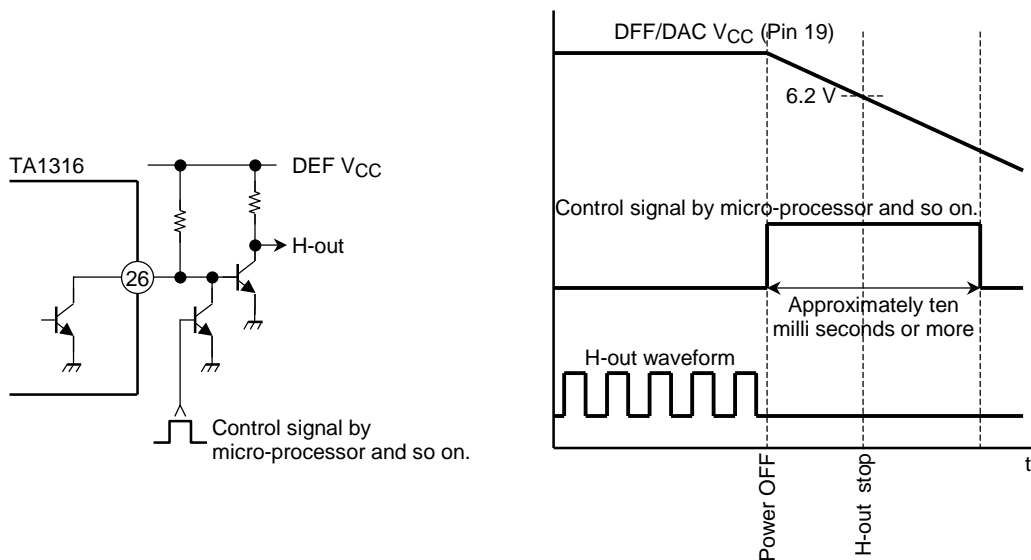 TA1316
DEF VCC
26
H-out
Control signal by
micro-processor and so on.
DFF/DAC VCC (Pin 19)
6.2 V
Control signal by micro-processor and so on.
Approximately ten
milli seconds or more
H-out waveform
t
Power OFF
H-out stop